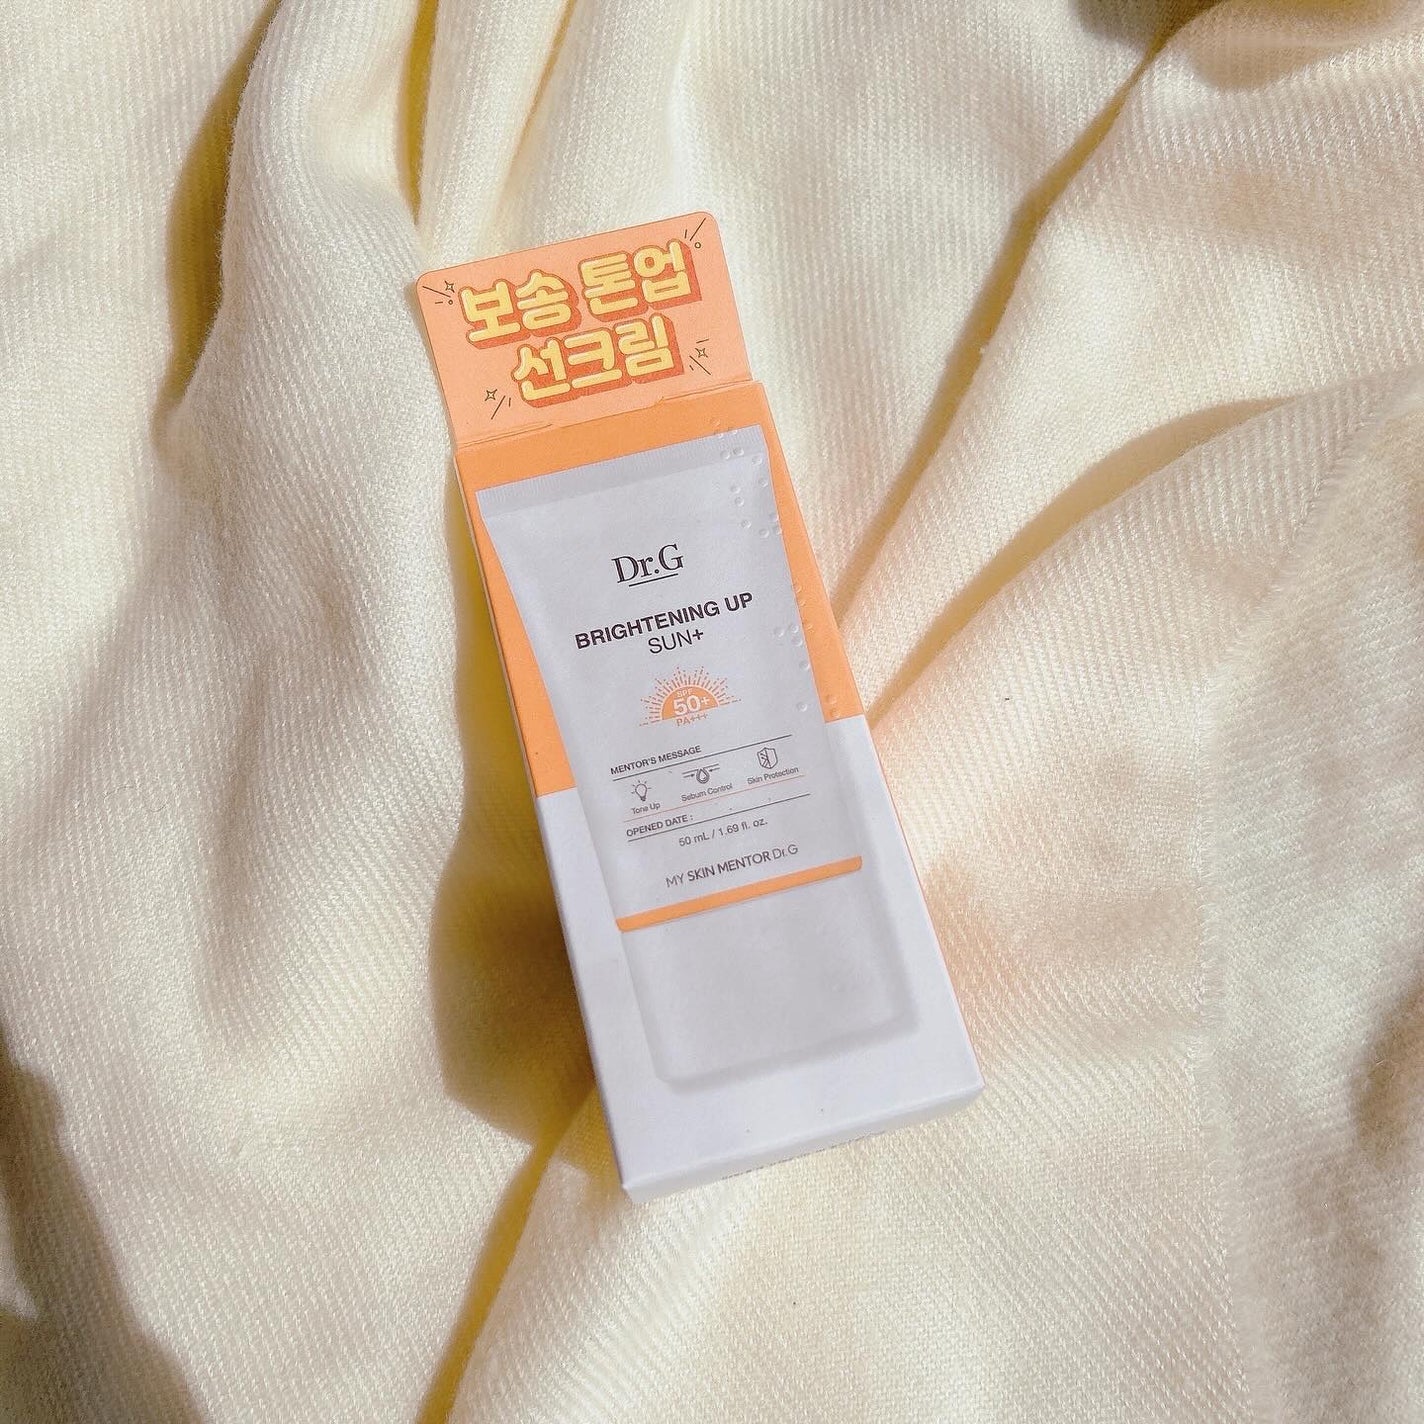 보송 톤업
선크림
Dr.G
BRIGHTENING UP
SUN+
SPF
50+
PA+++
MENTOR'S MESSAGE
Tone Up
Sebum Control
Skin Protection
OPENED DATE :
50 mL / 1.69 fl. oz.
MY SKIN MENTOR Dr.G